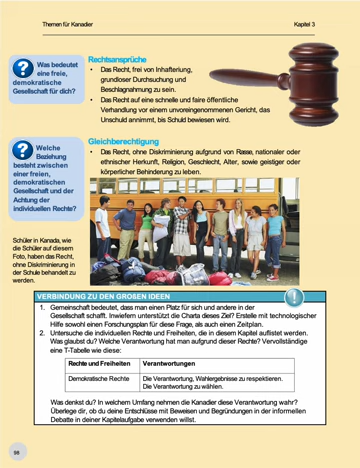 Themen für Kanadier
Kapitel 3
Was bedeutet
eine freie,
demokratische
Gesellschaft für dich?
Rechtsansprüche
• Das Recht, frei von Inhaftierung,
grundloser Durchsuchung und
Beschlagnahmung zu sein.
• Das Recht auf eine schnelle und faire öffentliche
Verhandlung vor einem unvoreingenommenen Gericht, das
Unschuld annimmt, bis Schuld bewiesen wird.
Welche
Beziehung
besteht zwischen
einer freien,
demokratischen
Gesellschaft und der
Achtung der
individuellen Rechte?
Gleichberechtigung
• Das Recht, ohne Diskriminierung aufgrund von Rasse, nationaler oder
ethnischer Herkunft, Religion, Geschlecht, Alter, sowie geistiger oder
körperlicher Behinderung zu leben.
Schüler in Kanada, wie
die Schüler auf diesem
Foto, haben das Recht,
ohne Diskriminierung in
der Schule behandelt zu
werden.
VERBINDUNG ZU DEN GROßEN IDEEN
1. Gemeinschaft bedeutet, dass man einen Platz für sich und andere in der
Gesellschaft schafft. Inwiefern unterstützt die Charta dieses Ziel? Erstelle mit technologischer
Hilfe sowohl einen Forschungsplan für diese Frage, als auch einen Zeitplan.
2. Untersuche die individuellen Rechte und Freiheiten, die in diesem Kapitel auflistet werden.
Was glaubst du? Welche Verantwortung hat man aufgrund dieser Rechte? Vervollständige
eine T-Tabelle wie diese:
Rechte und Freiheiten
Verantwortungen
Demokratische Rechte
Die Verantwortung, Wahlergebnisse zu respektieren.
Die Verantwortung zu wählen.
Was denkst du? In welchem Umfang nehmen die Kanadier diese Verantwortung wahr?
Überlege dir, ob du deine Entschlüsse mit Beweisen und Begründungen in der informellen
Debatte in deiner Kapitelaufgabe verwenden willst.
98